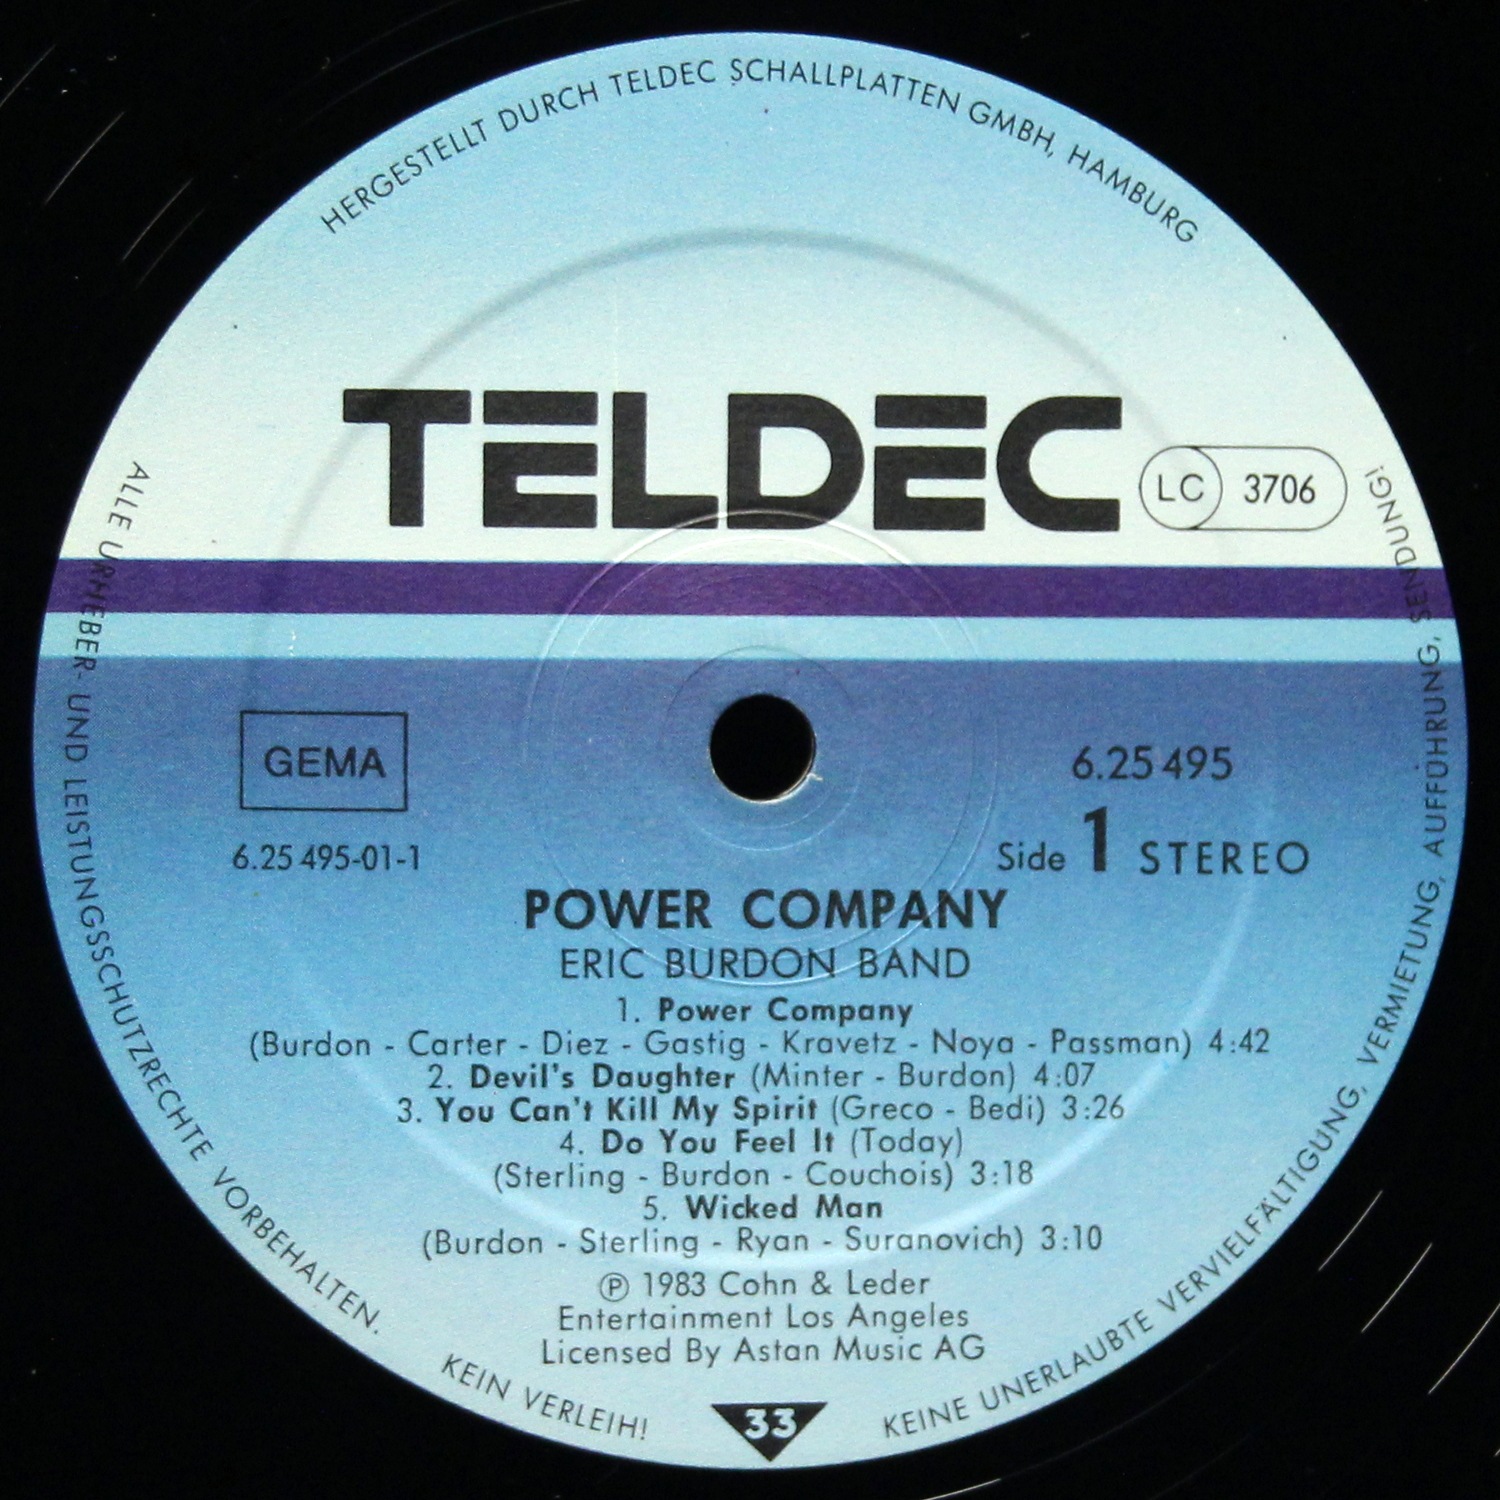 HERGESTELLT DURCH TELDEC SCHALLPLATTEN GMBH, HAMBURG
TELDEC
LC 3706
GEMA
6.25 495
6.25 495-01-1
Side 1 STEREO
POWER COMPANY
ERIC BURDON BAND
1. Power Company
(Burdon - Carter - Diez - Gastig - Kravetz - Noya - Passman) 4:42
2. Devil's Daughter (Minter - Burdon) 4:07
3. You Can't Kill My Spirit (Greco - Bedi) 3:26
4. Do You Feel It (Today)
(Sterling - Burdon - Couchois) 3:18
5. Wicked Man
(Burdon - Sterling - Ryan - Suranovich) 3:10
℗ 1983 Cohn & Leder
Entertainment Los Angeles
Licensed By Astan Music AG
33
ALLE URHEBER- UND LEISTUNGSSCHUTZRECHTE VORBEHALTEN.
KEIN VERLEIH!
KEINE UNERLAUBTE VERVIELFÄLTIGUNG, VERMIETUNG, AUFFÜHRUNG, SENDUNG!